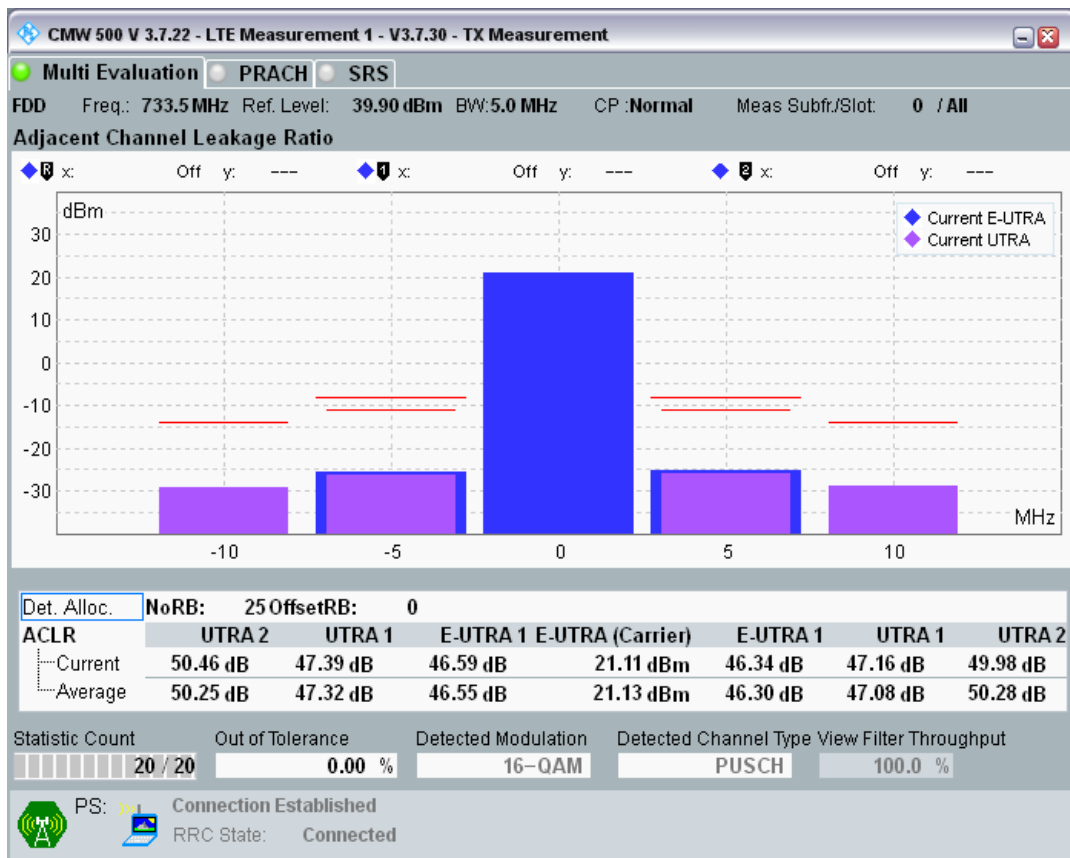 CMW 500 V 3.7.22 - LTE Measurement 1 - V3.7.30 - TX Measurement
Multi Evaluation PRACH SRS
FDD Freq.: 733.5 MHz Ref. Level: 39.90 dBm BW:5.0 MHz CP :Normal Meas Subfr./Slot: 0 / All
Adjacent Channel Leakage Ratio
R x: Off y: --- 1 x: Off y: --- 2 x: Off y: ---
dBm
Current E-UTRA
Current UTRA
30
20
10
0
-10
-20
-30
MHz
-10 -5 0 5 10
Det. Alloc. NoRB: 25 OffsetRB: 0
ACLR UTRA 2 UTRA 1 E-UTRA 1 E-UTRA (Carrier) E-UTRA 1 UTRA 1 UTRA 2
Current 50.46 dB 47.39 dB 46.59 dB 21.11 dBm 46.34 dB 47.16 dB 49.98 dB
Average 50.25 dB 47.32 dB 46.55 dB 21.13 dBm 46.30 dB 47.08 dB 50.28 dB
Statistic Count Out of Tolerance Detected Modulation Detected Channel Type View Filter Throughput
20 / 20 0.00 % 16-QAM PUSCH 100.0 %
PS: Connection Established
RRC State: Connected